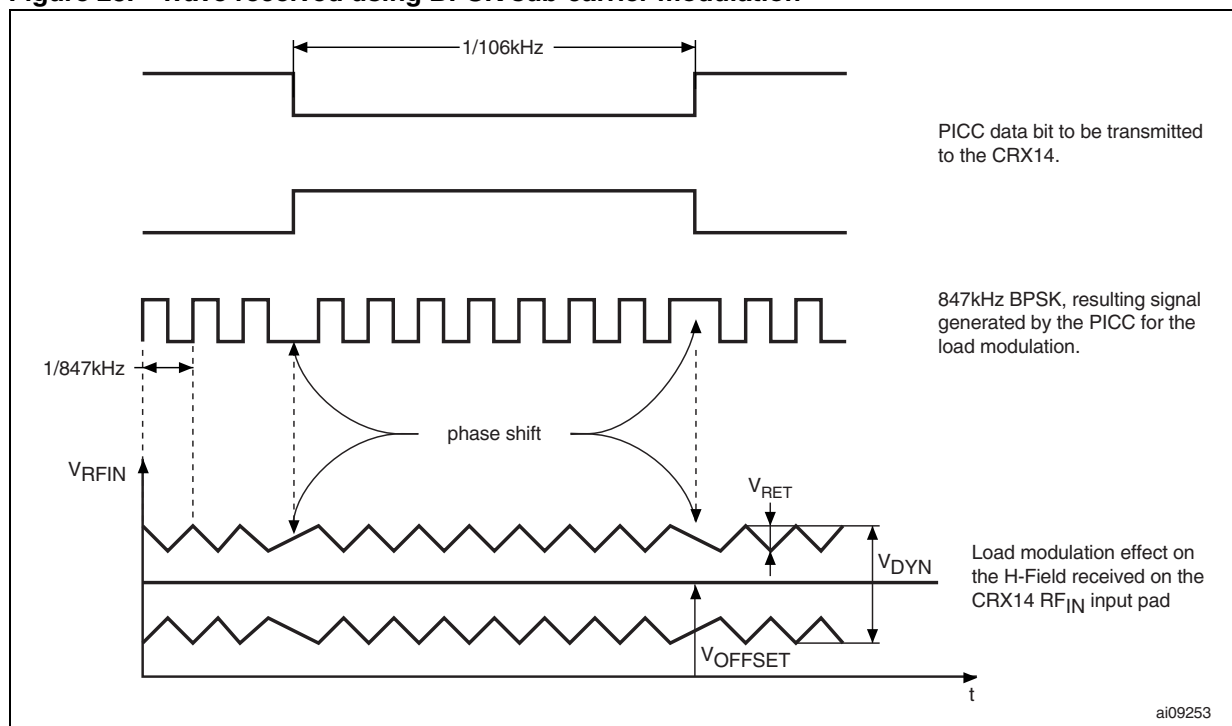 1/106kHz
PICC data bit to be transmitted
to the CRX14.
847kHz BPSK, resulting signal
generated by the PICC for the
load modulation.
1/847kHz
phase shift
VRFIN
VRET
VDYN
Load modulation effect on
the H-Field received on the
CRX14 RFIN input pad
VOFFSET
t
ai09253